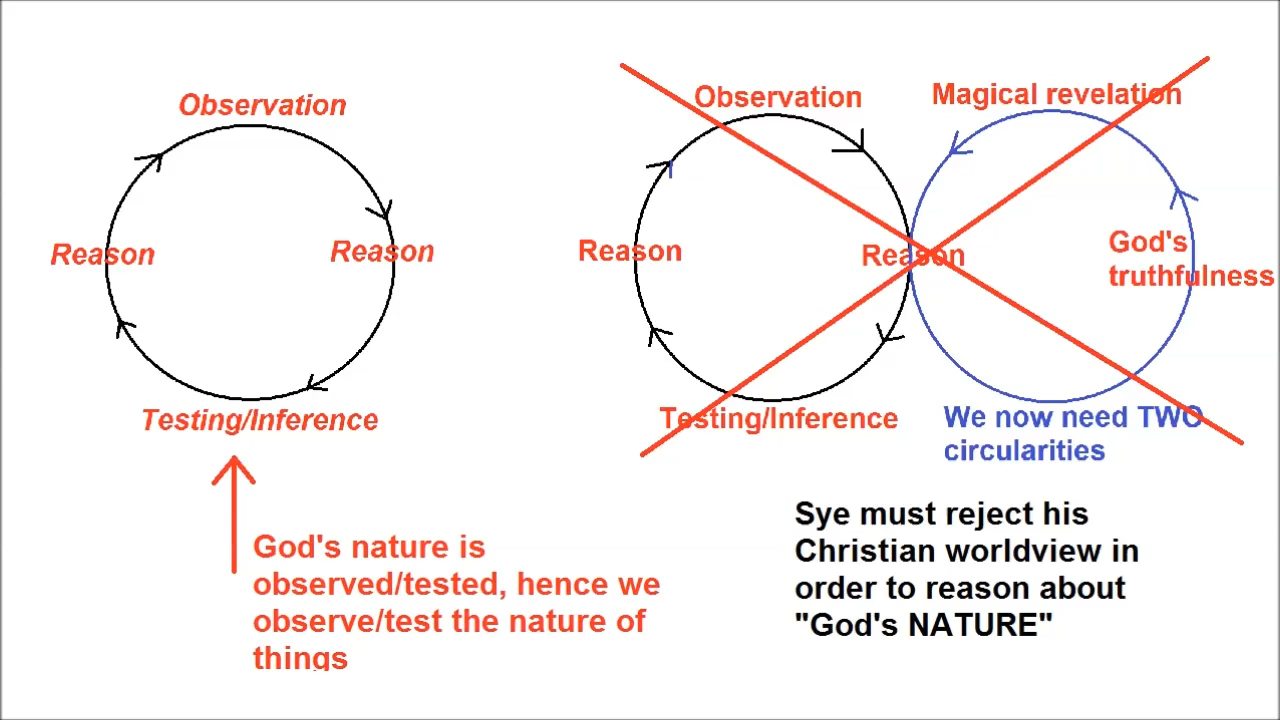 Observation
Reason
Reason
Testing/Inference
God's nature is
observed/tested, hence we
observe/test the nature of
things
Observation
Magical revelation
Reason
Reason
God's
truthfulness
Testing/Inference
We now need TWO
circularities
Sye must reject his
Christian worldview in
order to reason about
"God's NATURE"